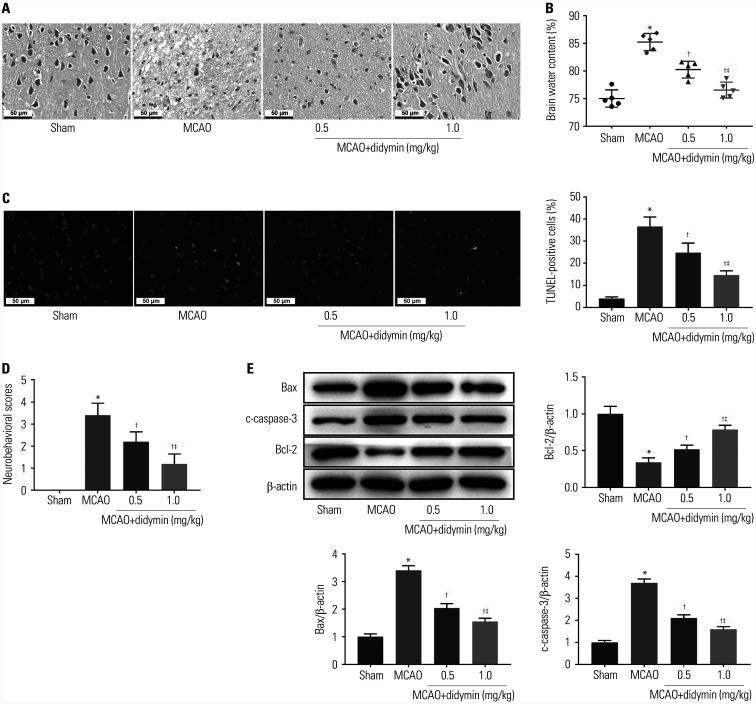 A
50 µm
50 µm
50 µm
50 µm
Sham
MCAO
0.5
1.0
MCAO+didymin (mg/kg)
B
Brain water content (%)
90
85
80
75
70
*
†
†‡
Sham
MCAO
0.5
1.0
MCAO+didymin (mg/kg)
C
50 µm
50 µm
50 µm
50 µm
Sham
MCAO
0.5
1.0
MCAO+didymin (mg/kg)
TUNEL-positive cells (%)
50
40
30
20
10
0
*
†
†‡
Sham
MCAO
0.5
1.0
MCAO+didymin (mg/kg)
D
Neurobehavioral scores
5
4
3
2
1
0
*
†
†‡
Sham
MCAO
0.5
1.0
MCAO+didymin (mg/kg)
E
Bax
c-caspase-3
Bcl-2
β-actin
Sham
MCAO
0.5
1.0
MCAO+didymin (mg/kg)
Bcl-2/β-actin
1.5
1.0
0.5
0.0
*
†
†‡
Sham
MCAO
0.5
1.0
MCAO+didymin (mg/kg)
Bax/β-actin
4
3
2
1
0
*
†
†‡
Sham
MCAO
0.5
1.0
MCAO+didymin (mg/kg)
c-caspase-3/β-actin
5
4
3
2
1
0
*
†
†‡
Sham
MCAO
0.5
1.0
MCAO+didymin (mg/kg)